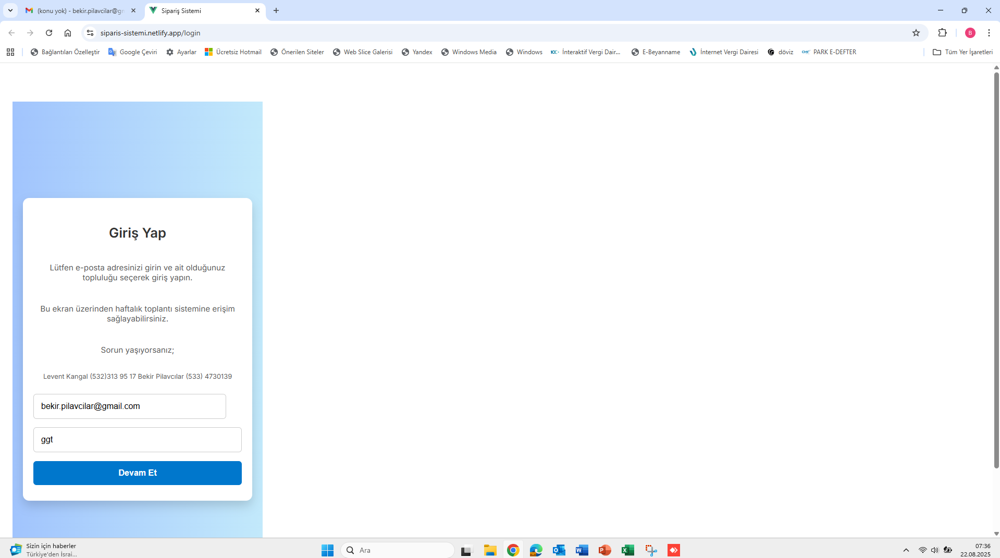 (konu yok) - bekir.pilavcilar@gm
Sipariş Sistemi
siparis-sistemi.netlify.app/login
B
Bağlantıları Özelleştir
Google Çeviri
Ayarlar
Ücretsiz Hotmail
Önerilen Siteler
Web Slice Galerisi
Yandex
Windows Media
Windows
İnteraktif Vergi Dair...
E-Beyanname
İnternet Vergi Dairesi
döviz
PARK E-DEFTER
Tüm Yer İşaretleri
Giriş Yap
Lütfen e-posta adresinizi girin ve ait olduğunuz
topluluğu seçerek giriş yapın.
Bu ekran üzerinden haftalık toplantı sistemine erişim
sağlayabilirsiniz.
Sorun yaşıyorsanız;
Levent Kangal (532)313 95 17 Bekir Pilavcılar (533) 4730139
bekir.pilavcilar@gmail.com
ggt
Devam Et
Sizin için haberler
Türkiye'den İsrai...
Ara
07:36
22.08.2025